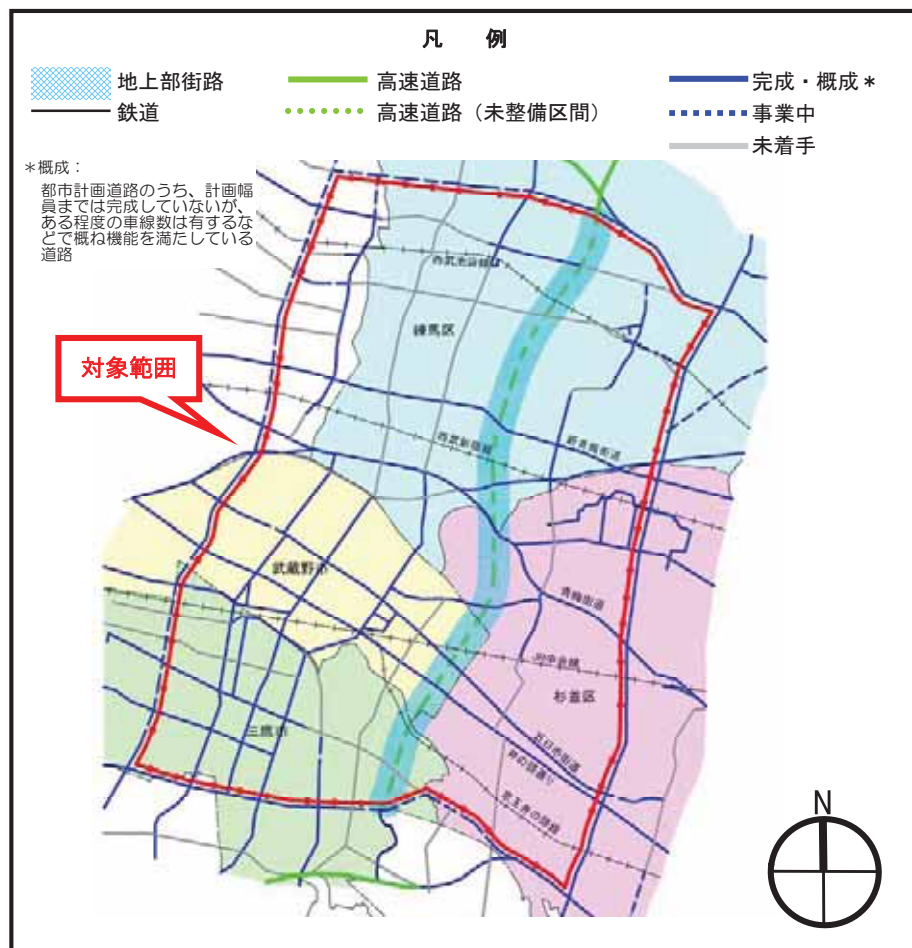 凡　例
地上部街路
鉄道
高速道路
高速道路（未整備区間）
完成・概成＊
事業中
未着手
＊概成：
都市計画道路のうち、計画幅
員までは完成していないが、
ある程度の車線数は有するな
どで概ね機能を満たしている
道路
西武池袋線
練馬区
対象範囲
西武新宿線
新青梅街道
武蔵野市
青梅街道
JR中央線
杉並区
三鷹市
五日市街道
井の頭通り
京王井の頭線
N